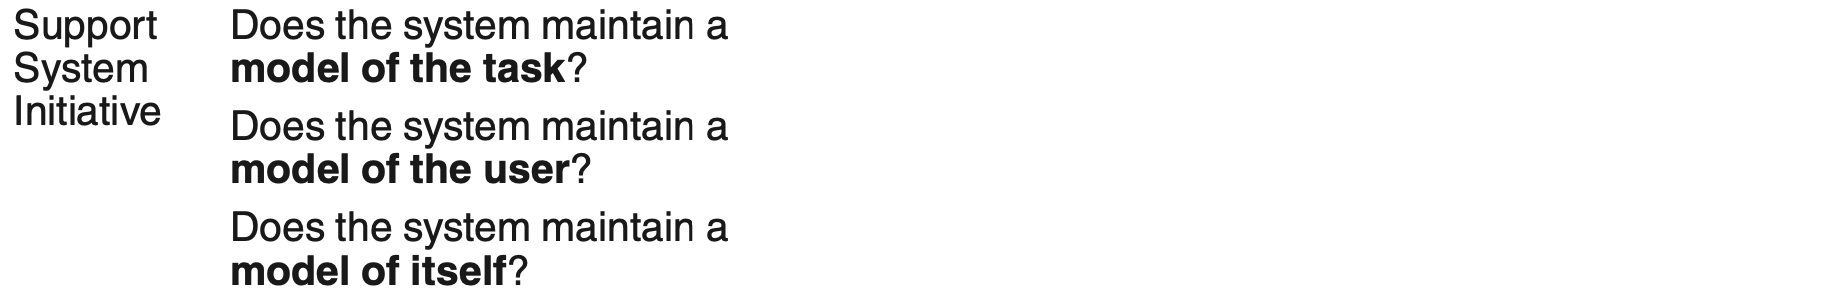 Support
System
Initiative
Does the system maintain a
model of the task?
Does the system maintain a
model of the user?
Does the system maintain a
model of itself?